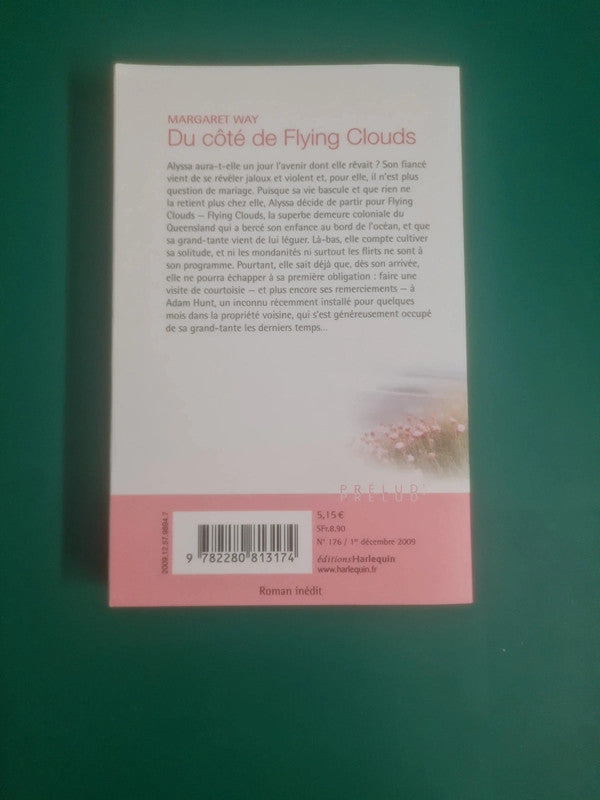 MARGARET WAY
Du côté de Flying Clouds
Alyssa aura-t-elle un jour l'avenir dont elle rêvait ? Son fiancé
vient de se révéler jaloux et violent et, pour elle, il n'est plus
question de mariage. Puisque sa vie bascule et que rien ne
la retient plus chez elle, Alyssa décide de partir pour Flying
Clouds — Flying Clouds, la superbe demeure coloniale du
Queensland qui a bercé son enfance au bord de l'océan, et que
sa grand-tante vient de lui léguer. Là-bas, elle compte cultiver
sa solitude, et ni les mondanités ni surtout les flirts ne sont à
son programme. Pourtant, elle sait déjà que, dès son arrivée,
elle ne pourra échapper à sa première obligation : faire une
visite de courtoisie — et plus encore ses remerciements — à
Adam Hunt, un inconnu récemment installé pour quelques
mois dans la propriété voisine, qui s'est généreusement occupé
de sa grand-tante les derniers temps...
PRÉLUD'
PRÉLUD'
2009.12.57.9894.7
9 782280 813174
5,15 €
SFr.8.90
N° 176 / 1er décembre 2009
éditionsHarlequin
www.harlequin.fr
Roman inédit